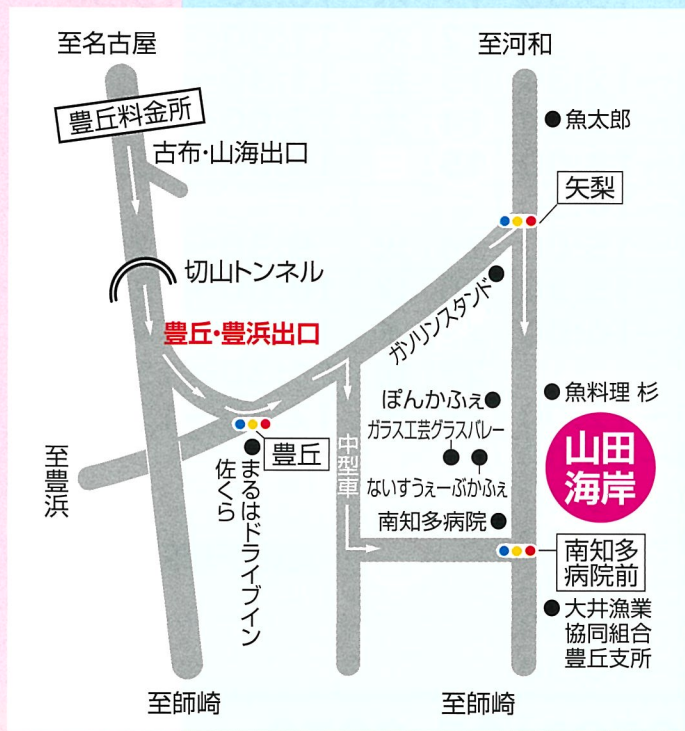 至名古屋
至河和
豊丘料金所
魚太郎
古布・山海出口
矢梨
切山トンネル
ガソリンスタンド
豊丘・豊浜出口
魚料理 杉
ぽんかふぇ
ガラス工芸グラスバレー
中型車
豊丘
至豊浜
山田
海岸
ないすうぇーぶかふぇ
まるはドライブイン
佐くら
南知多病院
南知多
病院前
大井漁業
協同組合
豊丘支所
至師崎
至師崎